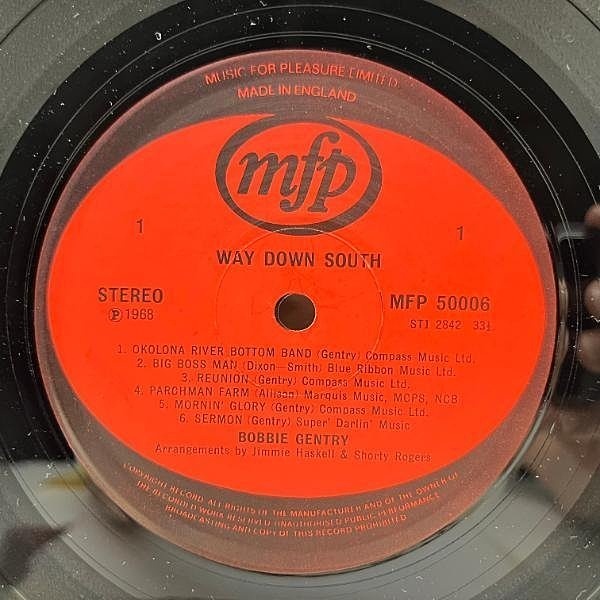 MUSIC FOR PLEASURE LIMITED.
MADE IN ENGLAND
mfp
1 1
WAY DOWN SOUTH
STEREO MFP 50006
Ⓟ1968 ST1 2842 33⅓
1. OKOLONA RIVER BOTTOM BAND (Gentry) Compass Music Ltd.
2. BIG BOSS MAN (Dixon—Smith) Blue Ribbon Music Ltd.
3. REUNION (Gentry) Compass Music Ltd.
4. PARCHMAN FARM (Allison) Marquis Music, MCPS, NCB
5. MORNIN' GLORY (Gentry) Compass Music Ltd.
6. SERMON (Gentry) Super' Darlin' Music
BOBBIE GENTRY
Arrangements by Jimmie Haskell & Shorty Rogers
COPYRIGHT RECORD. ALL RIGHTS OF THE MANUFACTURER AND OF THE OWNER OF
THE RECORDED WORK RESERVED UNAUTHORISED PUBLIC PERFORMANCE
BROADCASTING AND COPY OF THIS RECORD PROHIBITED